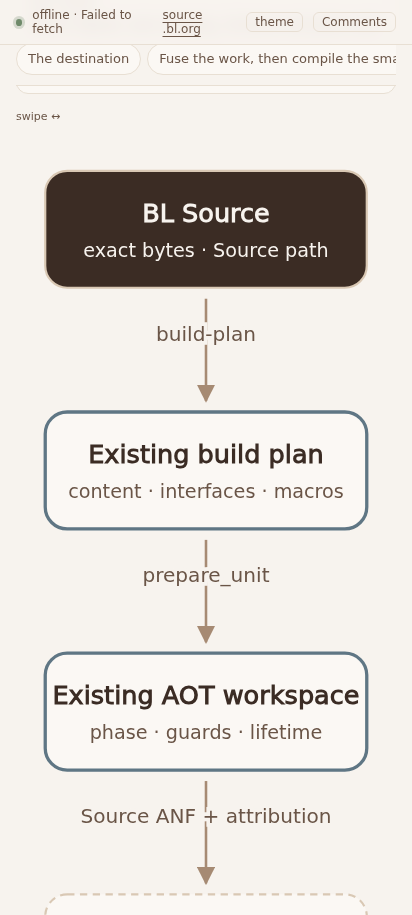 offline · Failed to
fetch
source
.bl.org
theme
Comments
The destination
Fuse the work, then compile the sma
swipe ↔
BL Source
exact bytes · Source path
build-plan
Existing build plan
content · interfaces · macros
prepare_unit
Existing AOT workspace
phase · guards · lifetime
Source ANF + attribution